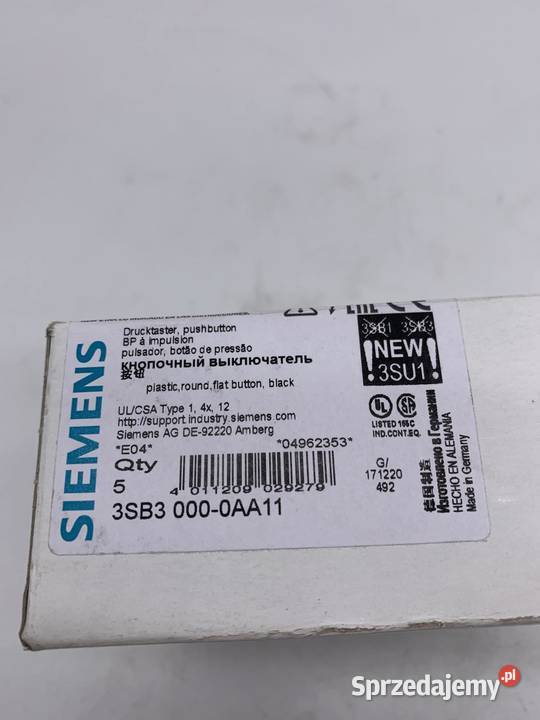 SIEMENS
Drucktaster, pushbutton
BP à impulsion
pulsador, botão de pressão
кнопочный выключатель
按钮
plastic,round,flat button, black
UL/CSA Type 1, 4x, 12
http://support.industry.siemens.com
Siemens AG DE-92220 Amberg
*E04* *04962353*
Qty
5
4 011209 029279
3SB3 000-0AA11
3SB1 3SB3
!NEW!
3SU1
UL
LISTED 165C
IND.CONT.EQ.
G/
171220
492
德国制造
Изготовлено в Германии
HECHO EN ALEMANIA
Made in Germany
Sprzedajemy.pl